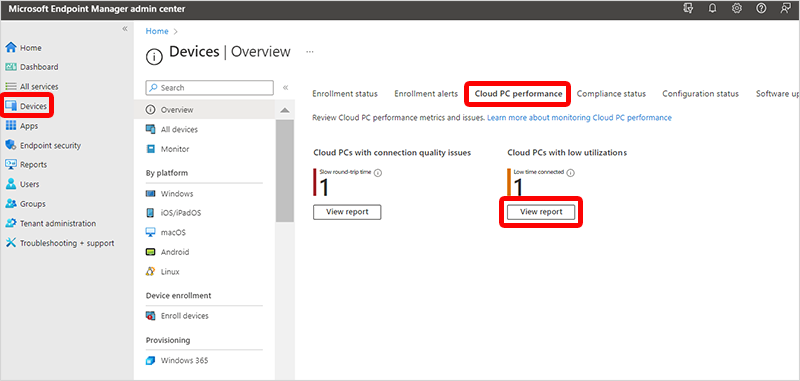 Microsoft Endpoint Manager admin center
Home
Dashboard
All services
Devices
Apps
Endpoint security
Reports
Users
Groups
Tenant administration
Troubleshooting + support
Home
Devices | Overview
Search
Overview
All devices
Monitor
By platform
Windows
iOS/iPadOS
macOS
Android
Linux
Device enrollment
Enroll devices
Provisioning
Windows 365
Enrollment status Enrollment alerts Cloud PC performance Compliance status Configuration status Software up
Review Cloud PC performance metrics and issues. Learn more about monitoring Cloud PC performance
Cloud PCs with connection quality issues
Slow round-trip time
1
View report
Cloud PCs with low utilizations
Low time connected
1
View report